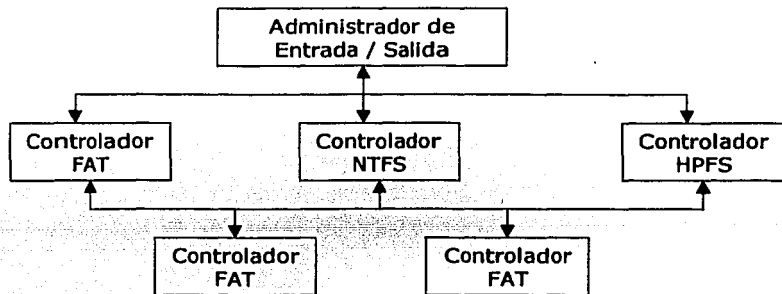 Administrador de
Entrada / Salida
Controlador
FAT
Controlador
NTFS
Controlador
HPFS
Controlador
FAT
Controlador
FAT